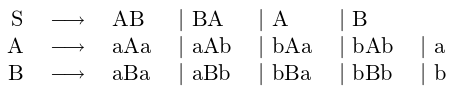 S ⟶ AB | BA | A | B
A ⟶ aAa | aAb | bAa | bAb | a
B ⟶ aBa | aBb | bBa | bBb | b